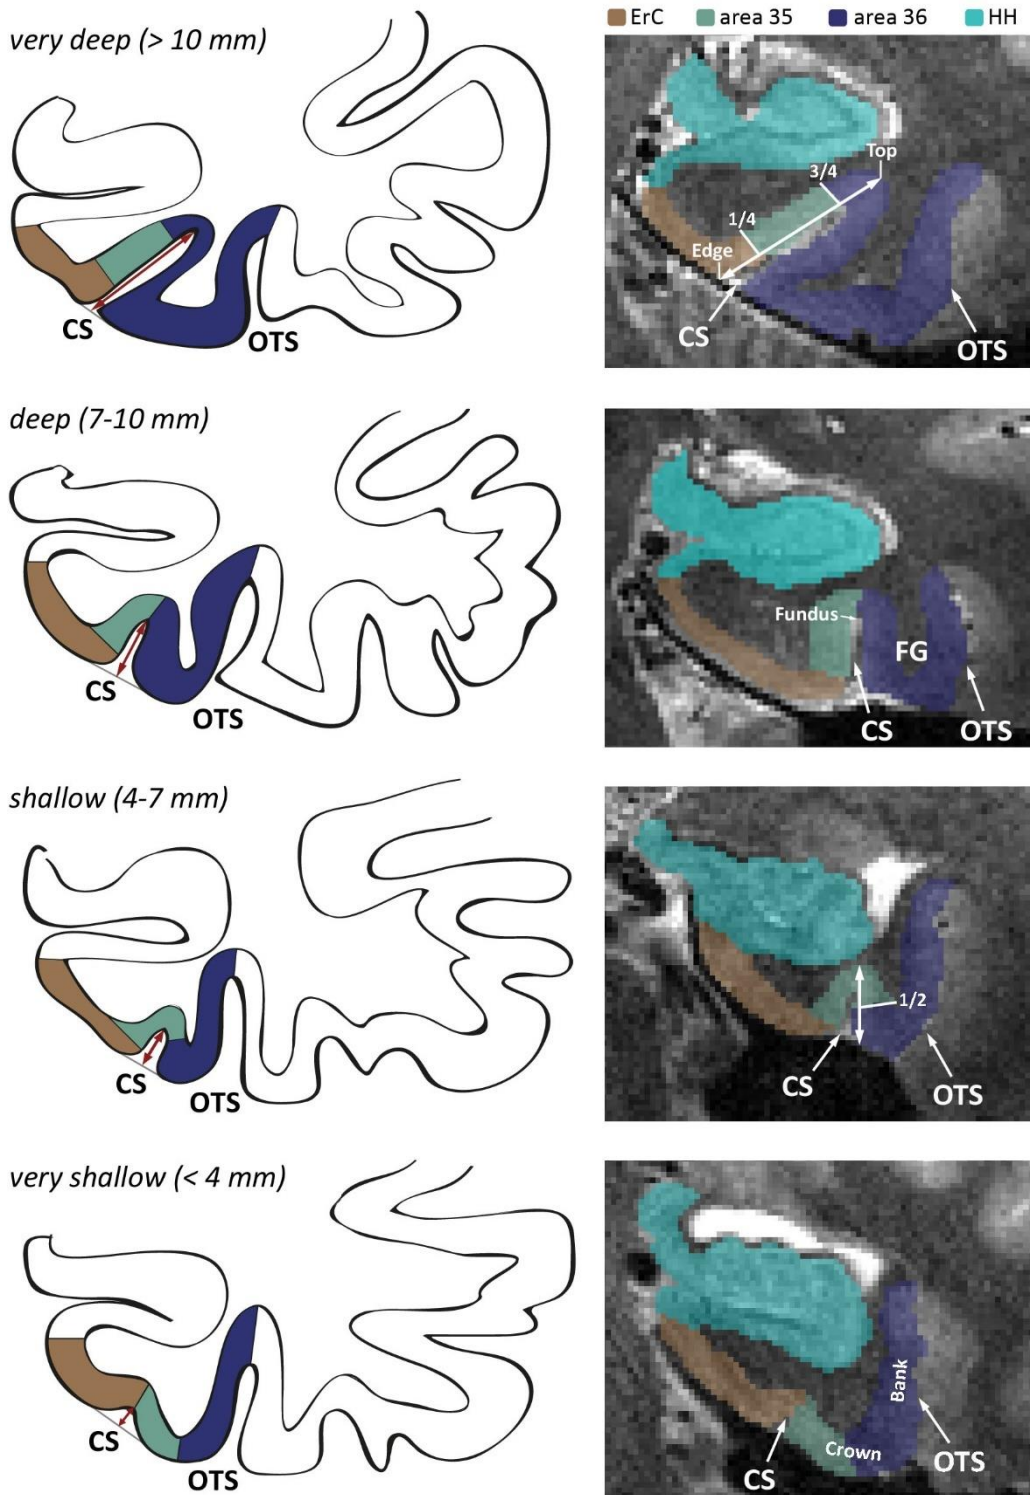 very deep (> 10 mm)
CS
OTS
ErC area 35 area 36 HH
Top
3/4
1/4
Edge
CS
OTS
deep (7-10 mm)
CS
OTS
Fundus
FG
CS
OTS
shallow (4-7 mm)
CS
OTS
1/2
CS
OTS
very shallow (< 4 mm)
CS
OTS
Bank
Crown
CS
OTS